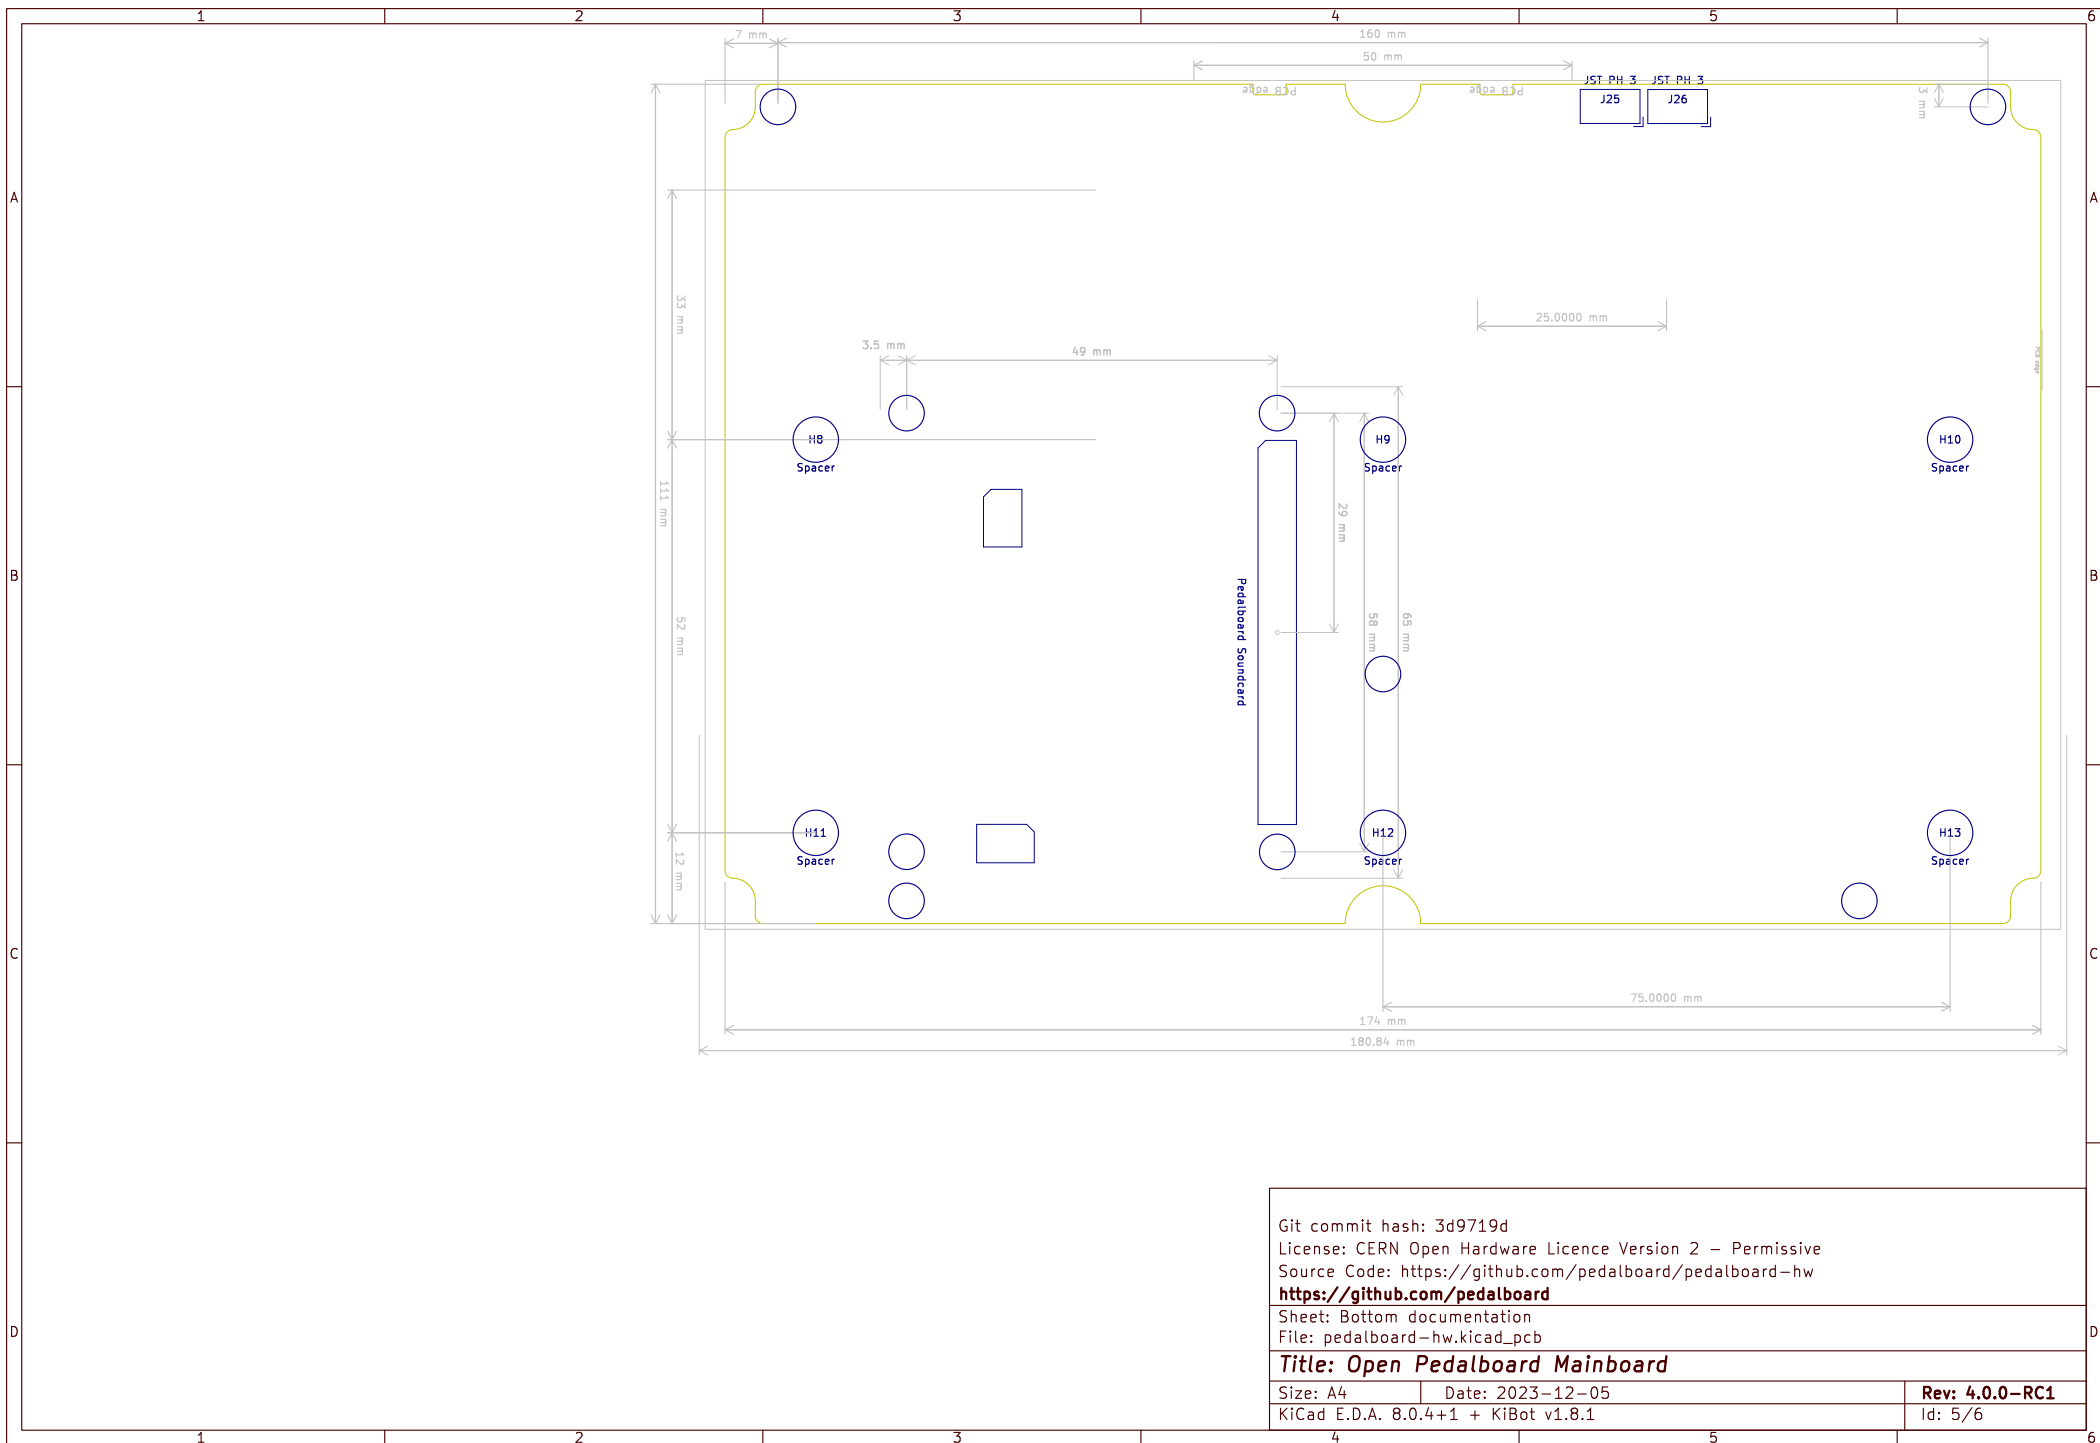 1 2 3 4 5 6
7 mm
160 mm
50 mm
JST PH 3 JST PH 3
PCB edge PCB edge
3 mm
J25 J26
A A
33 mm
25.0000 mm
3.5 mm
49 mm
PCB edge
H8 H9 H10
Spacer Spacer Spacer
111 mm
29 mm
B B
Pedalboard Soundcard
52 mm
58 mm
65 mm
H11 H12 H13
Spacer Spacer Spacer
12 mm
C C
75.0000 mm
174 mm
180.84 mm
Git commit hash: 3d9719d
License: CERN Open Hardware Licence Version 2 - Permissive
Source Code: https://github.com/pedalboard/pedalboard-hw
https://github.com/pedalboard
Sheet: Bottom documentation
File: pedalboard-hw.kicad_pcb
D D
Title: Open Pedalboard Mainboard
Size: A4 Date: 2023-12-05 Rev: 4.0.0-RC1
KiCad E.D.A. 8.0.4+1 + KiBot v1.8.1 Id: 5/6
1 2 3 4 5 6